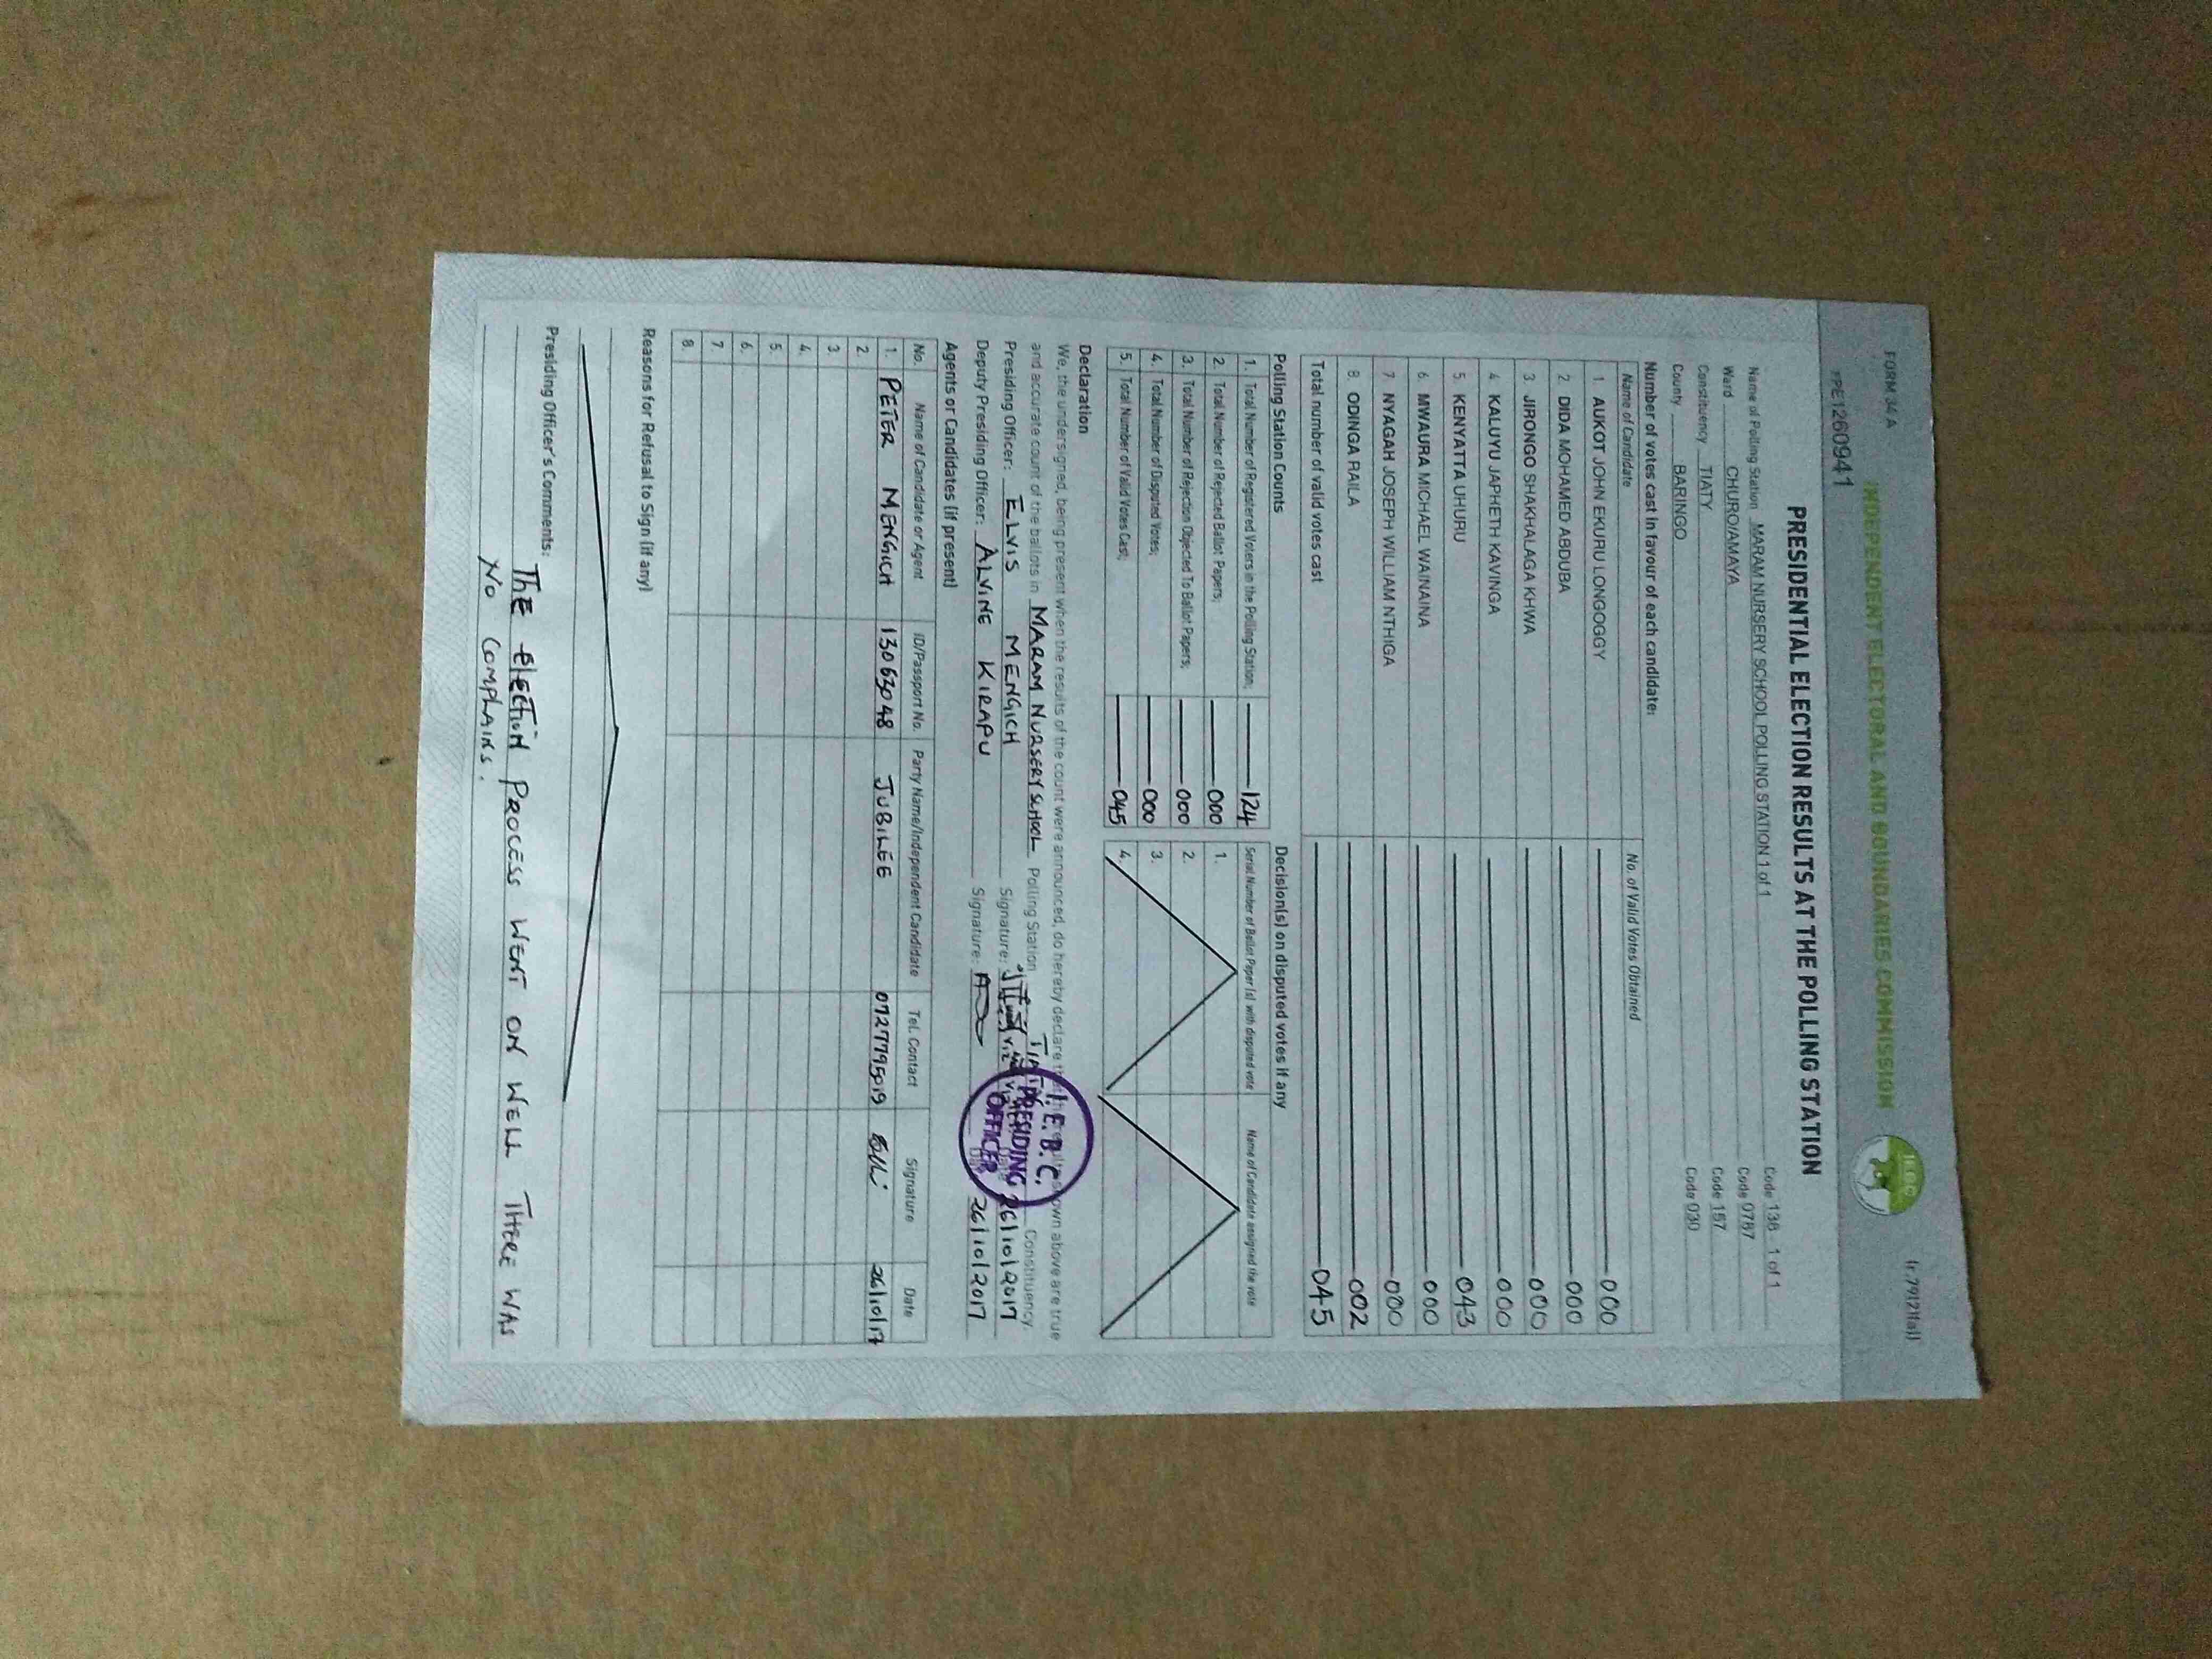 FORM 34A
(r.79(2)(a))
INDEPENDENT ELECTORAL AND BOUNDARIES COMMISSION
IEBC
PPE1260941
PRESIDENTIAL ELECTION RESULTS AT THE POLLING STATION
Name of Polling Station MARAM NURSERY SCHOOL POLLING STATION 1 of 1 Code 136 1 of 1
Ward CHURO/AMAYA Code 0787
Constituency TIATY Code 157
County BARINGO Code 030
Number of votes cast in favour of each candidate:
Name of Candidate No. of Valid Votes Obtained
1 AUKOT JOHN EKURU LONGOGGY 000
2 DIDA MOHAMED ABDUBA 000
3 JIRONGO SHAKHALAGA KHWA 000
4 KALUYU JAPHETH KAVINGA 000
5 KENYATTA UHURU 043
6 MWAURA MICHAEL WAINAINA 000
7 NYAGAH JOSEPH WILLIAM NTHIGA 000
8 ODINGA RAILA 002
Total number of valid votes cast 045
Polling Station Counts
1. Total Number of Registered Voters in the Polling Station; 124
2. Total Number of Rejected Ballot Papers; 000
3. Total Number of Rejection Objected To Ballot Papers; 000
4. Total Number of Disputed Votes; 000
5. Total Number of Valid Votes Cast; 045
Decision(s) on disputed votes if any
Serial Number of Ballot Paper(s) with disputed vote Name of Candidate assigned the vote
1.
2.
3.
4.
Declaration
We, the undersigned, being present when the results of the count were announced, do hereby declare that the results shown above are true
and accurate count of the ballots in MARAM NURSERY SCHOOL Polling Station Constituency.
Presiding Officer: ELVIS MENGICH Signature: Date 26/10/2017
Deputy Presiding Officer: ALVINE KIRAPU Signature: 26/10/2017
I.E.B.C.
PRESIDING
OFFICER
Agents or Candidates (if present)
No. Name of Candidate or Agent ID/Passport No. Party Name/Independent Candidate Tel. Contact Signature Date
1. PETER MENGICH 13063048 JUBILEE 0727795019 26/10/17
2.
3.
4.
5.
6.
7
8.
Reasons for Refusal to Sign (if any)
Presiding Officer's Comments: THE ELECTION PROCESS WENT ON WELL THERE WAS
NO COMPLAINS.